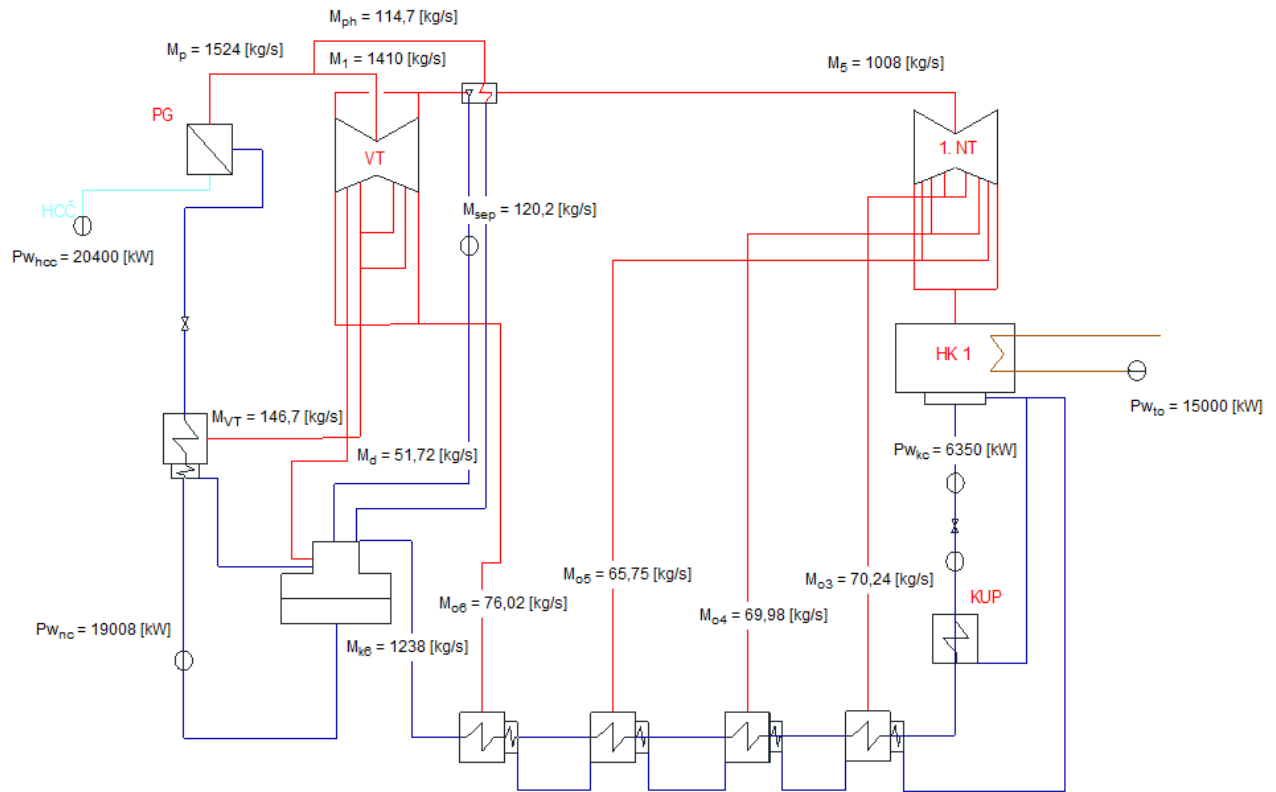 M_ph = 114,7 [kg/s]
M_p = 1524 [kg/s]
M_1 = 1410 [kg/s]
M_5 = 1008 [kg/s]
PG
VT
1. NT
HCČ
M_sep = 120,2 [kg/s]
Pw_hcc = 20400 [kW]
HK 1
M_VT = 146,7 [kg/s]
Pw_to = 15000 [kW]
M_d = 51,72 [kg/s]
Pw_kc = 6350 [kW]
M_o5 = 65,75 [kg/s]
M_o3 = 70,24 [kg/s]
M_o6 = 76,02 [kg/s]
KUP
M_o4 = 69,98 [kg/s]
Pw_nc = 19008 [kW]
M_k6 = 1238 [kg/s]